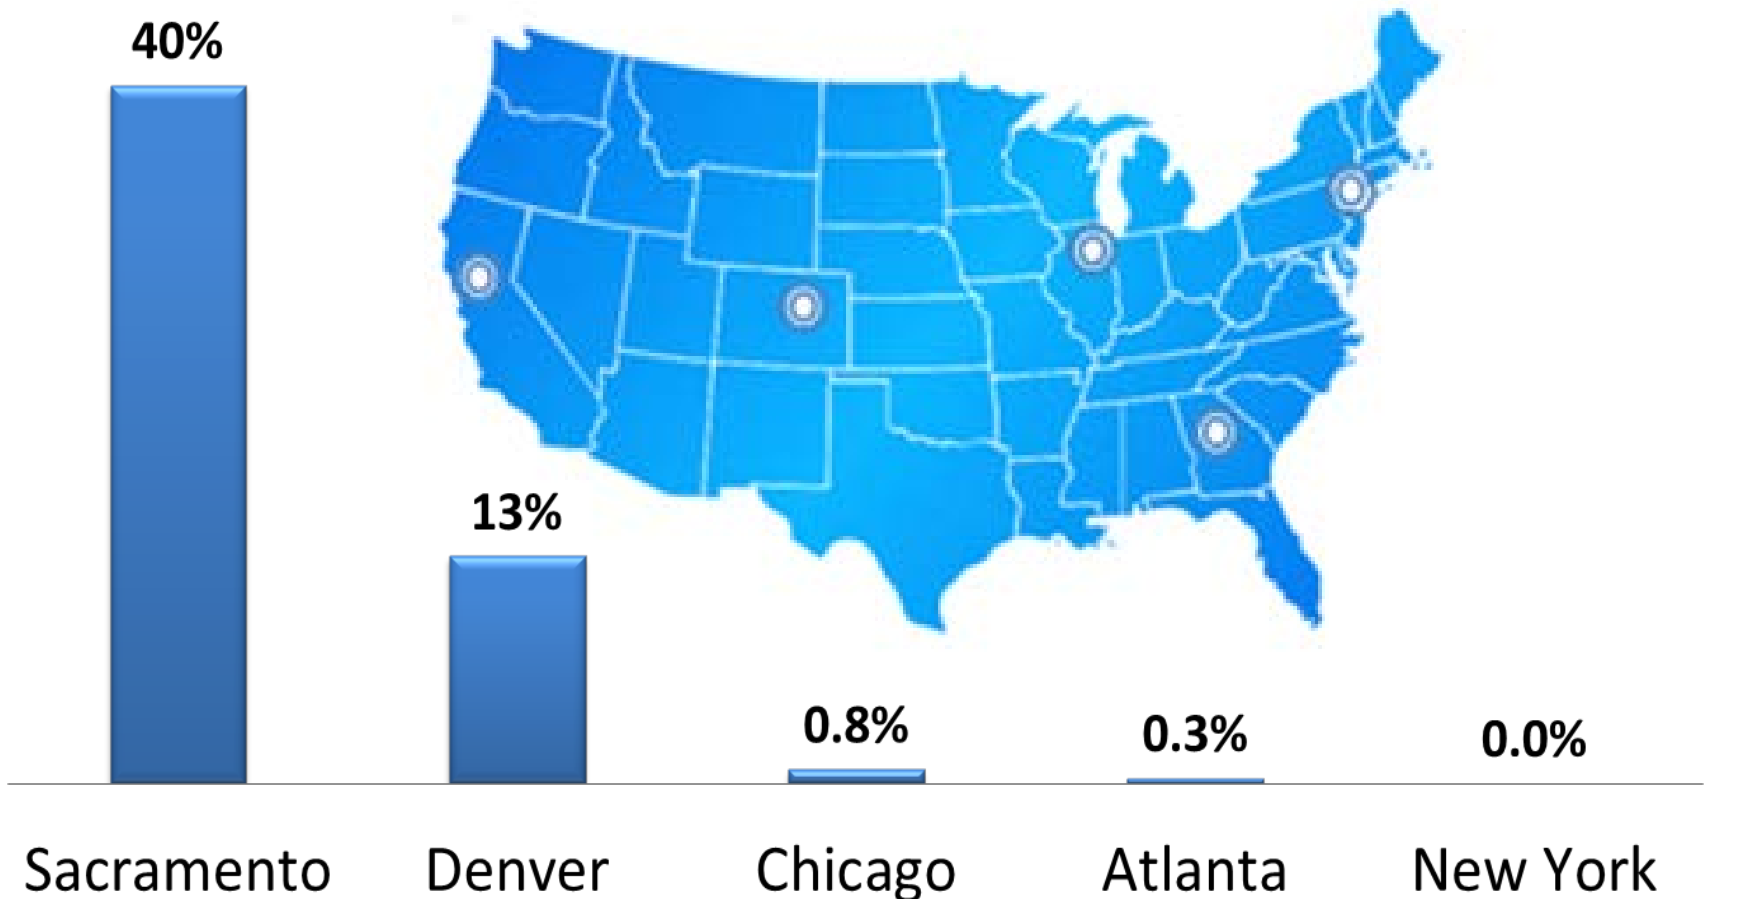 40%
13%
0.8%
0.3%
0.0%
Sacramento
Denver
Chicago
Atlanta
New York